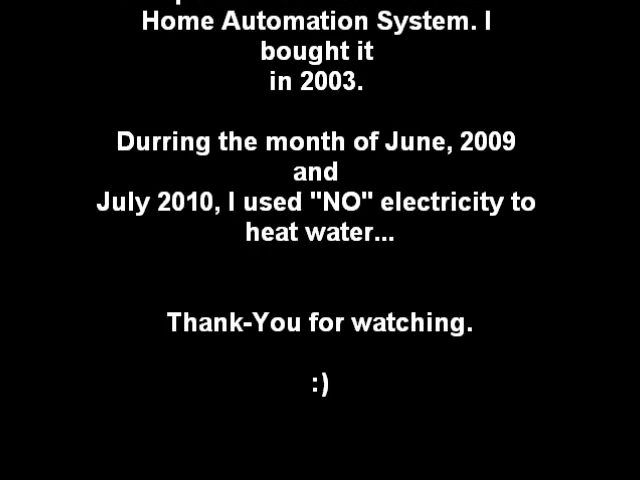 Home Automation System. I
bought it
in 2003.
Durring the month of June, 2009
and
July 2010, I used "NO" electricity to
heat water...
Thank-You for watching.
:)